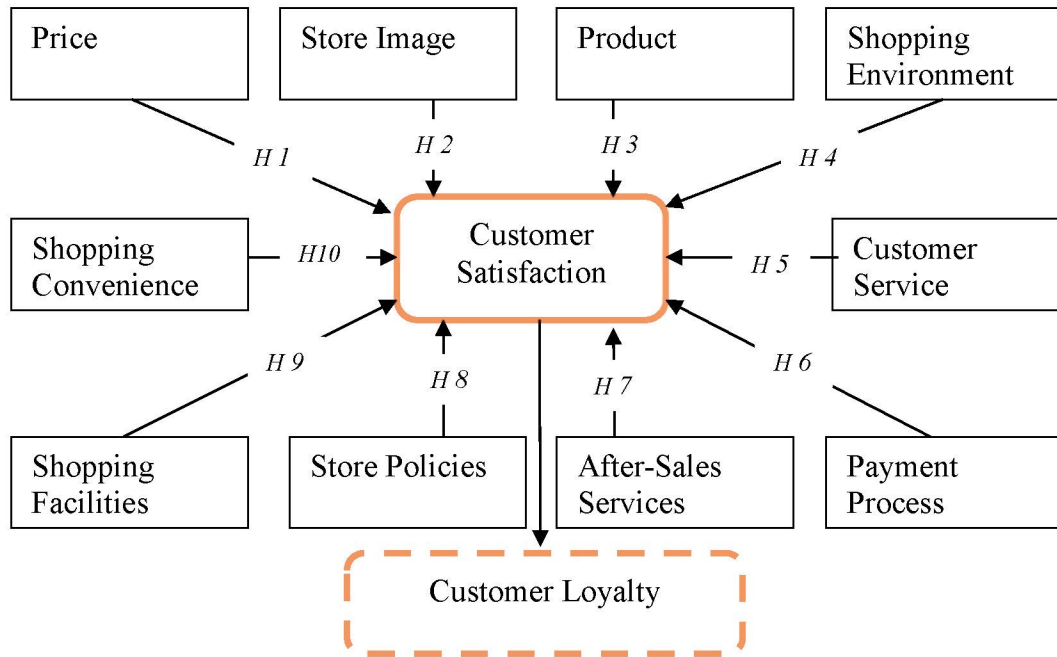 Price
Store Image
Product
Shopping
Environment
H 1
H 2
H 3
H 4
Shopping
Convenience
H10
Customer
Satisfaction
H 5
Customer
Service
H 9
H 8
H 7
H 6
Shopping
Facilities
Store Policies
After-Sales
Services
Payment
Process
Customer Loyalty